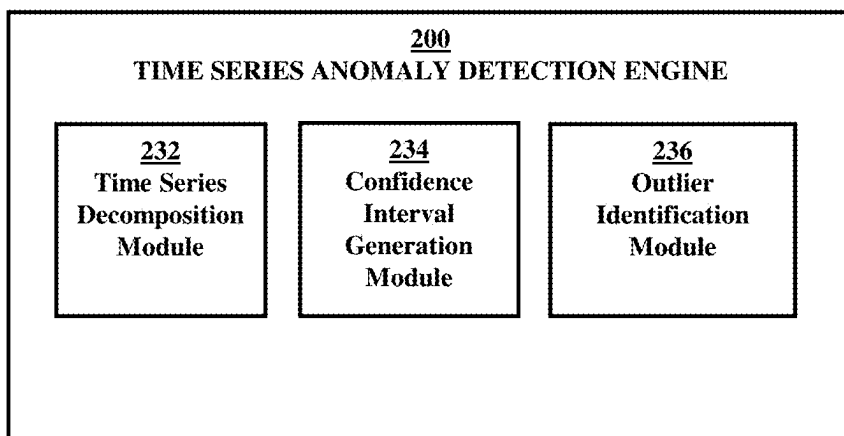 200
TIME SERIES ANOMALY DETECTION ENGINE
232
Time Series
Decomposition
Module
234
Confidence
Interval
Generation
Module
236
Outlier
Identification
Module